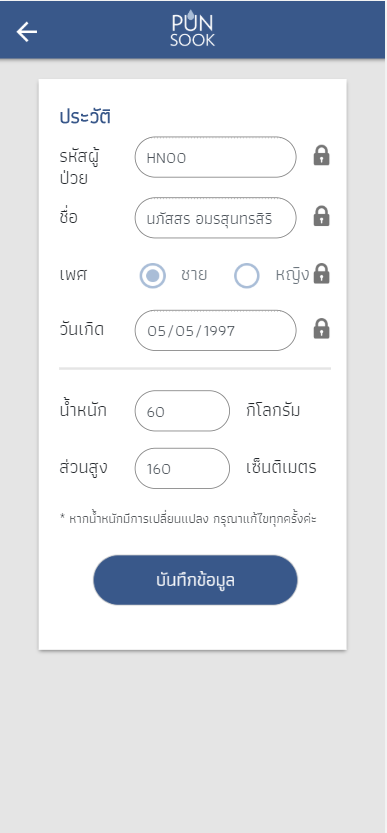 PUN
SOOK
ประวัติ
รหัสผู้
ป่วย
HN00
ชื่อ
นภัสสร อมรสุนทรสิริ
เพศ
ชาย
หญิง
วันเกิด
05/05/1997
น้ำหนัก
60
กิโลกรัม
ส่วนสูง
160
เซ็นติเมตร
* หากน้ำหนักมีการเปลี่ยนแปลง กรุณาแก้ไขทุกครั้งค่ะ
บันทึกข้อมูล